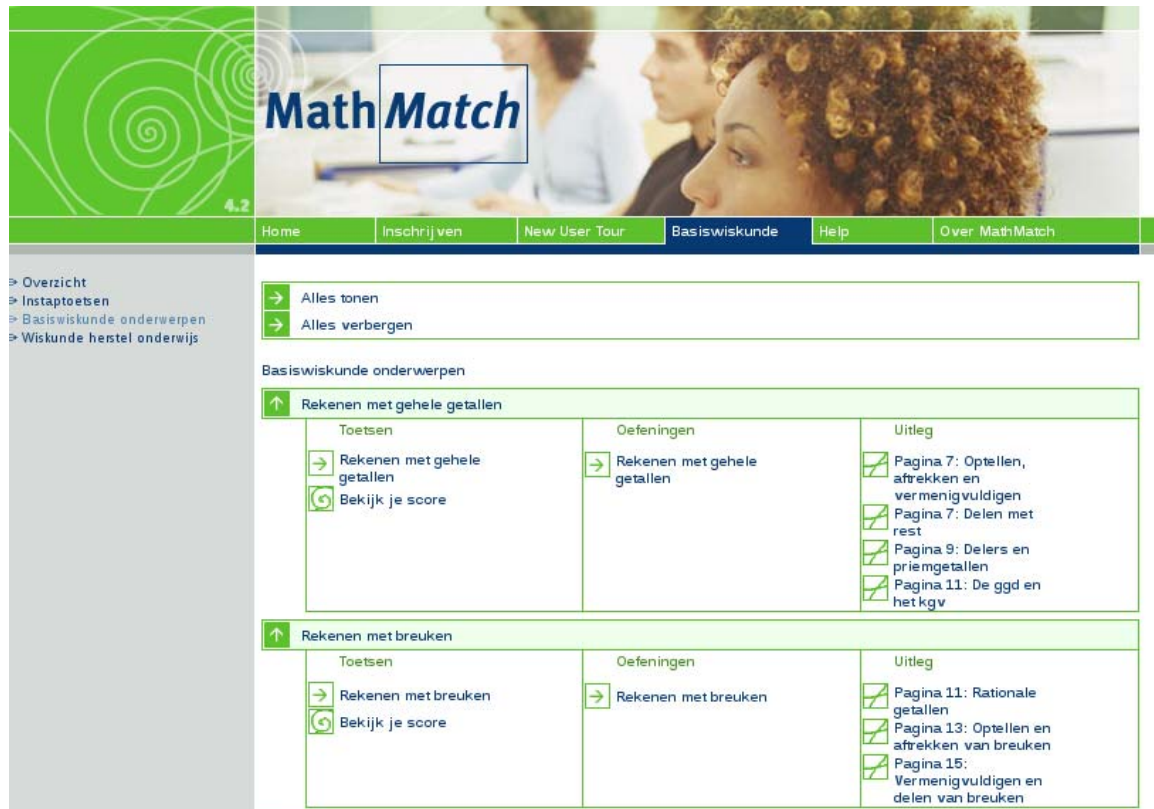 MathMatch
4.2
Home
Inschrijven
New User Tour
Basiswiskunde
Help
Over MathMatch
Overzicht
Instaptoetsen
Basiswiskunde onderwerpen
Wiskunde herstel onderwijs
Alles tonen
Alles verbergen
Basiswiskunde onderwerpen
Rekenen met gehele getallen
Toetsen
Rekenen met gehele
getallen
Bekijk je score
Oefeningen
Rekenen met gehele
getallen
Uitleg
Pagina 7: Optellen,
aftrekken en
vermenigvuldigen
Pagina 7: Delen met
rest
Pagina 9: Delers en
priemgetallen
Pagina 11: De ggd en
het kgv
Rekenen met breuken
Toetsen
Rekenen met breuken
Bekijk je score
Oefeningen
Rekenen met breuken
Uitleg
Pagina 11: Rationale
getallen
Pagina 13: Optellen en
aftrekken van breuken
Pagina 15:
Vermenigvuldigen en
delen van breuken